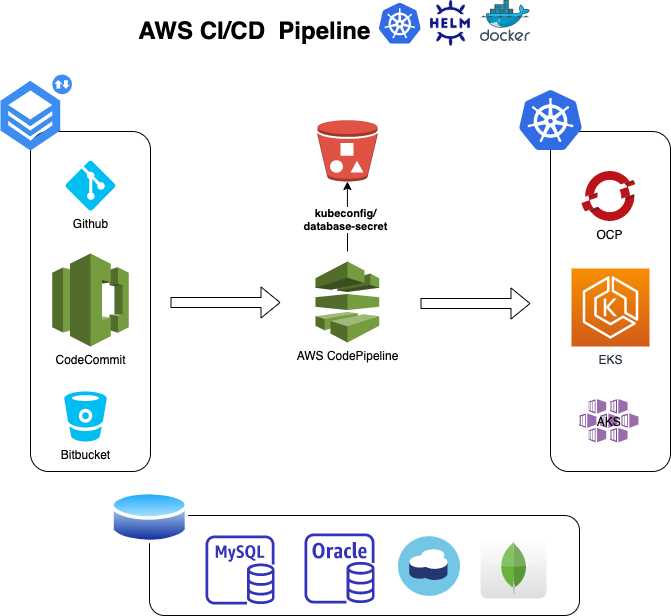 AWS CI/CD Pipeline
HELM
docker
Github
CodeCommit
Bitbucket
kubeconfig/
database-secret
AWS CodePipeline
OCP
K
EKS
AKS
MySQL
Oracle